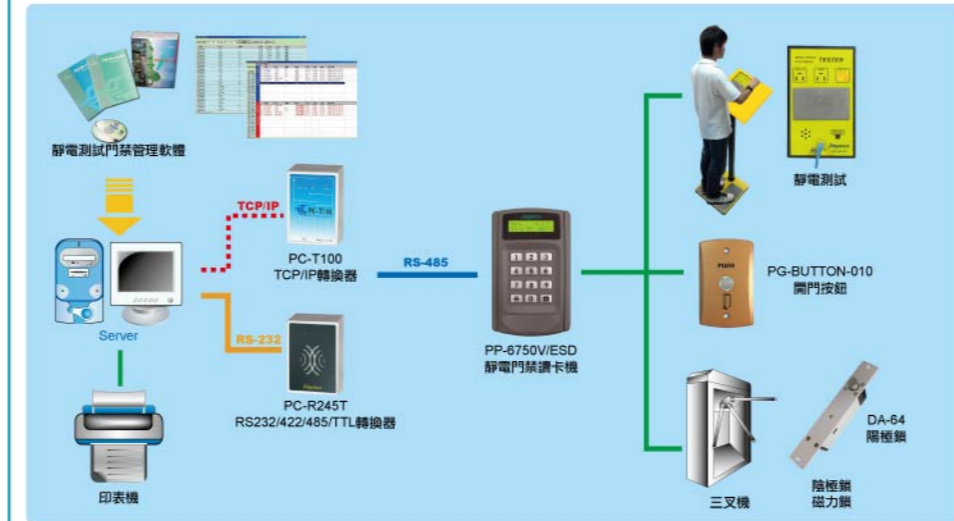 靜電測試門禁管理軟體
TCP/IP
PC-T100
TCP/IP轉換器
RS-485
Server
RS-232
PC-R245T
RS232/422/485/TTL轉換器
印表機
PP-6750V/ESD
靜電門禁讀卡機
TESTER
靜電測試
PUSH
PG-BUTTON-010
開門按鈕
三叉機
DA-64
陽極鎖
陰極鎖
磁力鎖